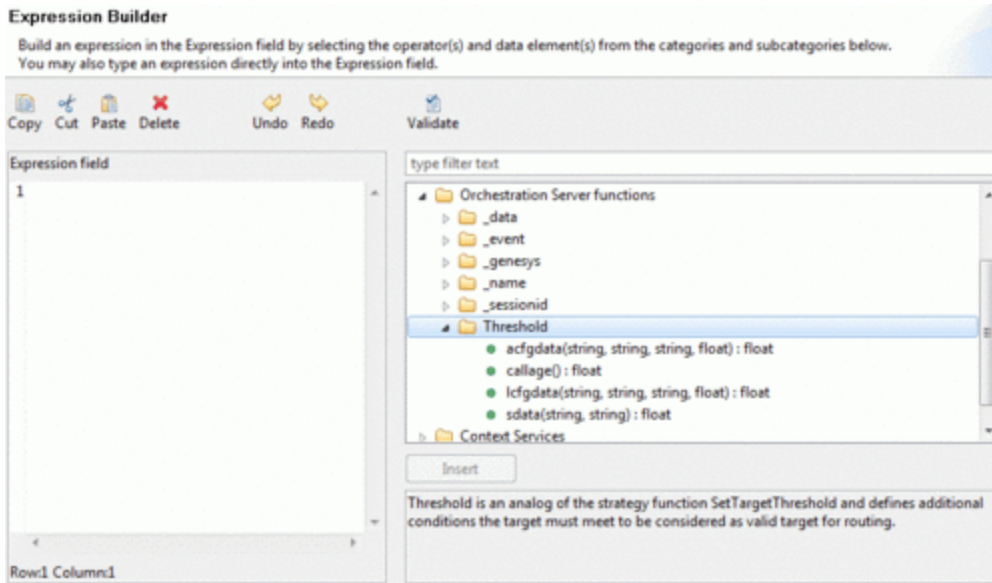 Expression Builder
Build an expression in the Expression field by selecting the operator(s) and data element(s) from the categories and subcategories below.
You may also type an expression directly into the Expression field.
Copy Cut Paste Delete Undo Redo Validate
Expression field
type filter text
1
Orchestration Server functions
_data
_event
_genesys
_name
_sessionid
Threshold
acfgdata(string, string, string, float) : float
callage() : float
lcfgdata(string, string, string, float) : float
sdata(string, string) : float
Context Services
Insert
Threshold is an analog of the strategy function SetTargetThreshold and defines additional
conditions the target must meet to be considered as valid target for routing.
Row:1 Column:1